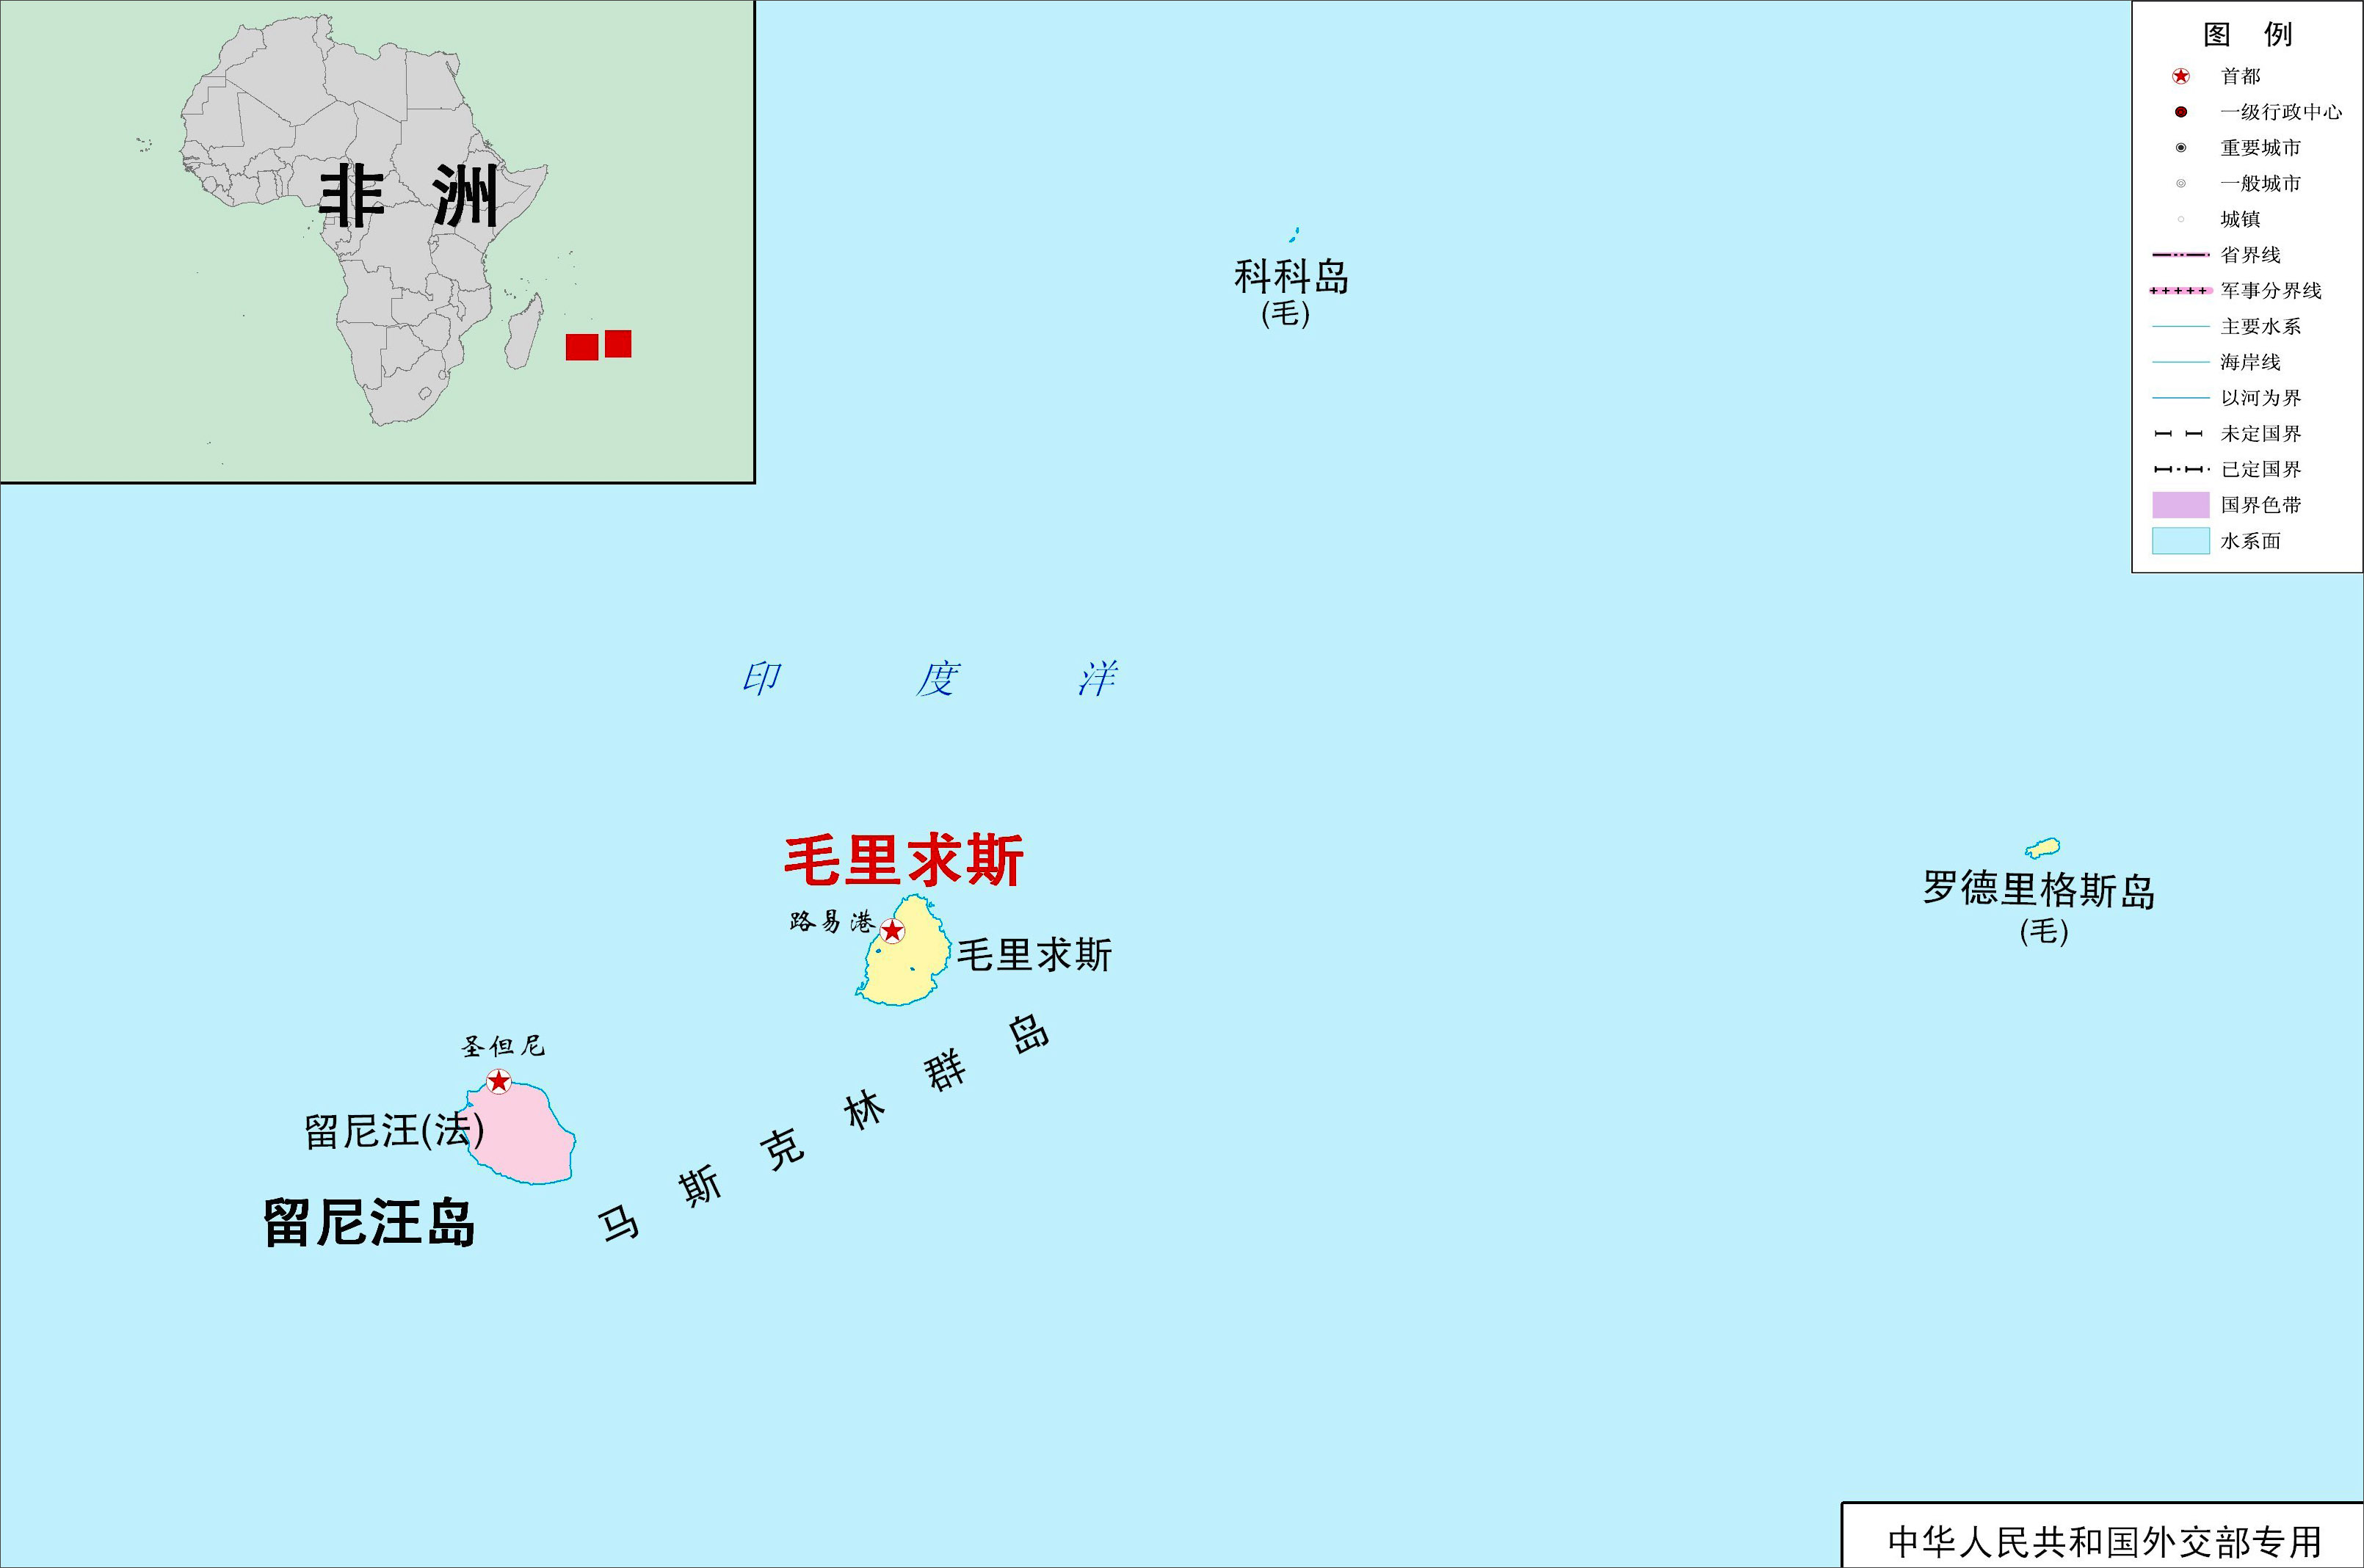 非 洲
图 例
首都
一级行政中心
重要城市
一般城市
城镇
省界线
军事分界线
主要水系
海岸线
以河为界
未定国界
已定国界
国界色带
水系面
科科岛
(毛)
印 度 洋
毛里求斯
路易港
毛里求斯
罗德里格斯岛
(毛)
圣但尼
留尼汪(法)
留尼汪岛
马斯克林群岛
中华人民共和国外交部专用